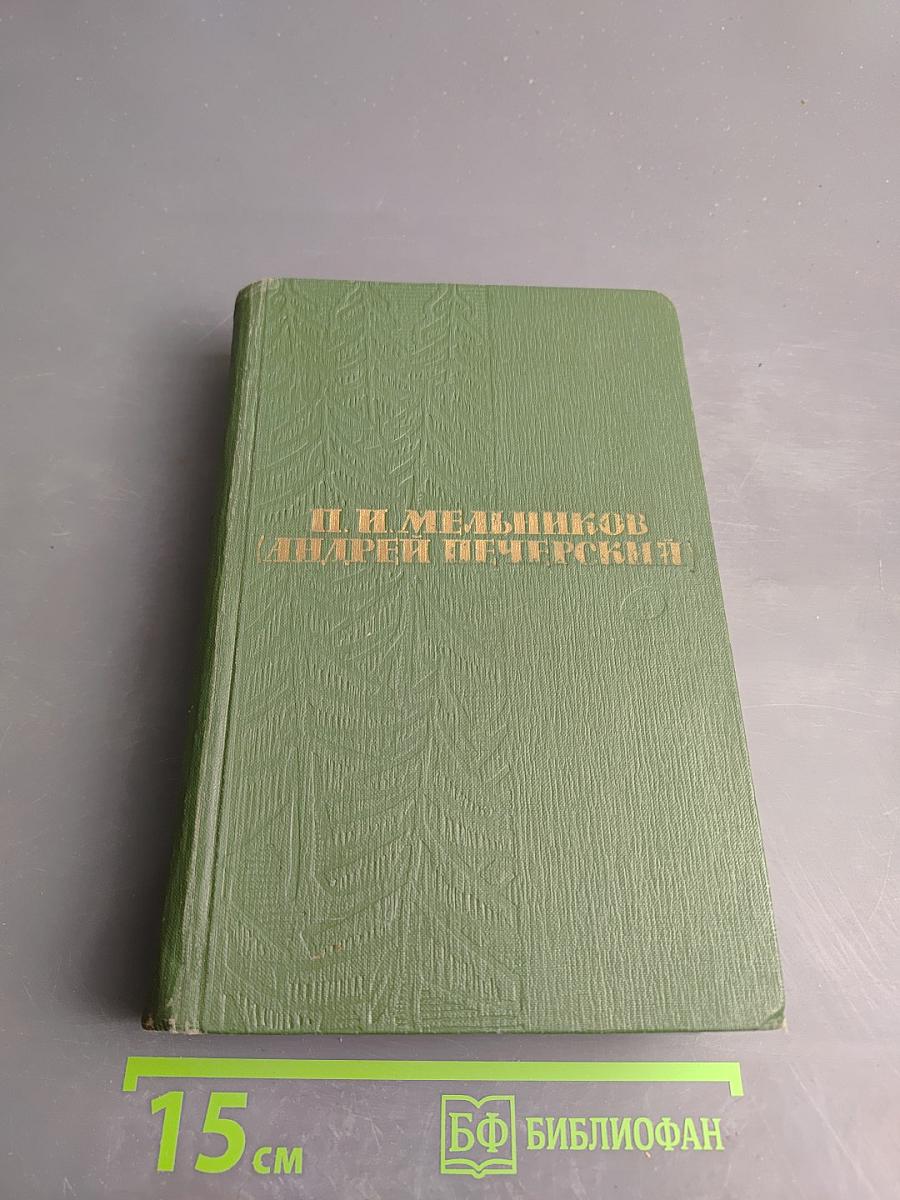 П. И. МЕЛЬНИКОВ
(АНДРЕЙ ПЕЧЕРСКИЙ)
15 см
БФ БИБЛИОФАН